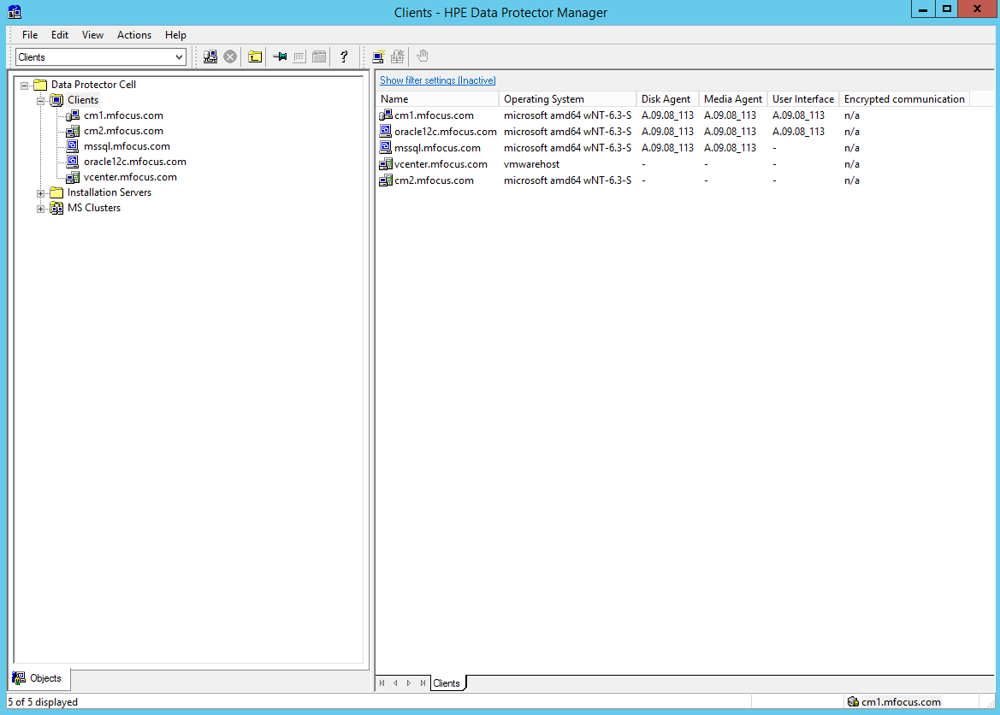 Clients - HPE Data Protector Manager
File Edit View Actions Help
Clients
?
Data Protector Cell
Clients
cm1.mfocus.com
cm2.mfocus.com
mssql.mfocus.com
oracle12c.mfocus.com
vcenter.mfocus.com
Installation Servers
MS Clusters
Objects
Show filter settings (Inactive)
Name Operating System Disk Agent Media Agent User Interface Encrypted communication
cm1.mfocus.com microsoft amd64 wNT-6.3-S A.09.08_113 A.09.08_113 A.09.08_113 n/a
oracle12c.mfocus.com microsoft amd64 wNT-6.3-S A.09.08_113 A.09.08_113 A.09.08_113 n/a
mssql.mfocus.com microsoft amd64 wNT-6.3-S A.09.08_113 A.09.08_113 - n/a
vcenter.mfocus.com vmwarehost - - - n/a
cm2.mfocus.com microsoft amd64 wNT-6.3-S - - - n/a
Clients
5 of 5 displayed
cm1.mfocus.com